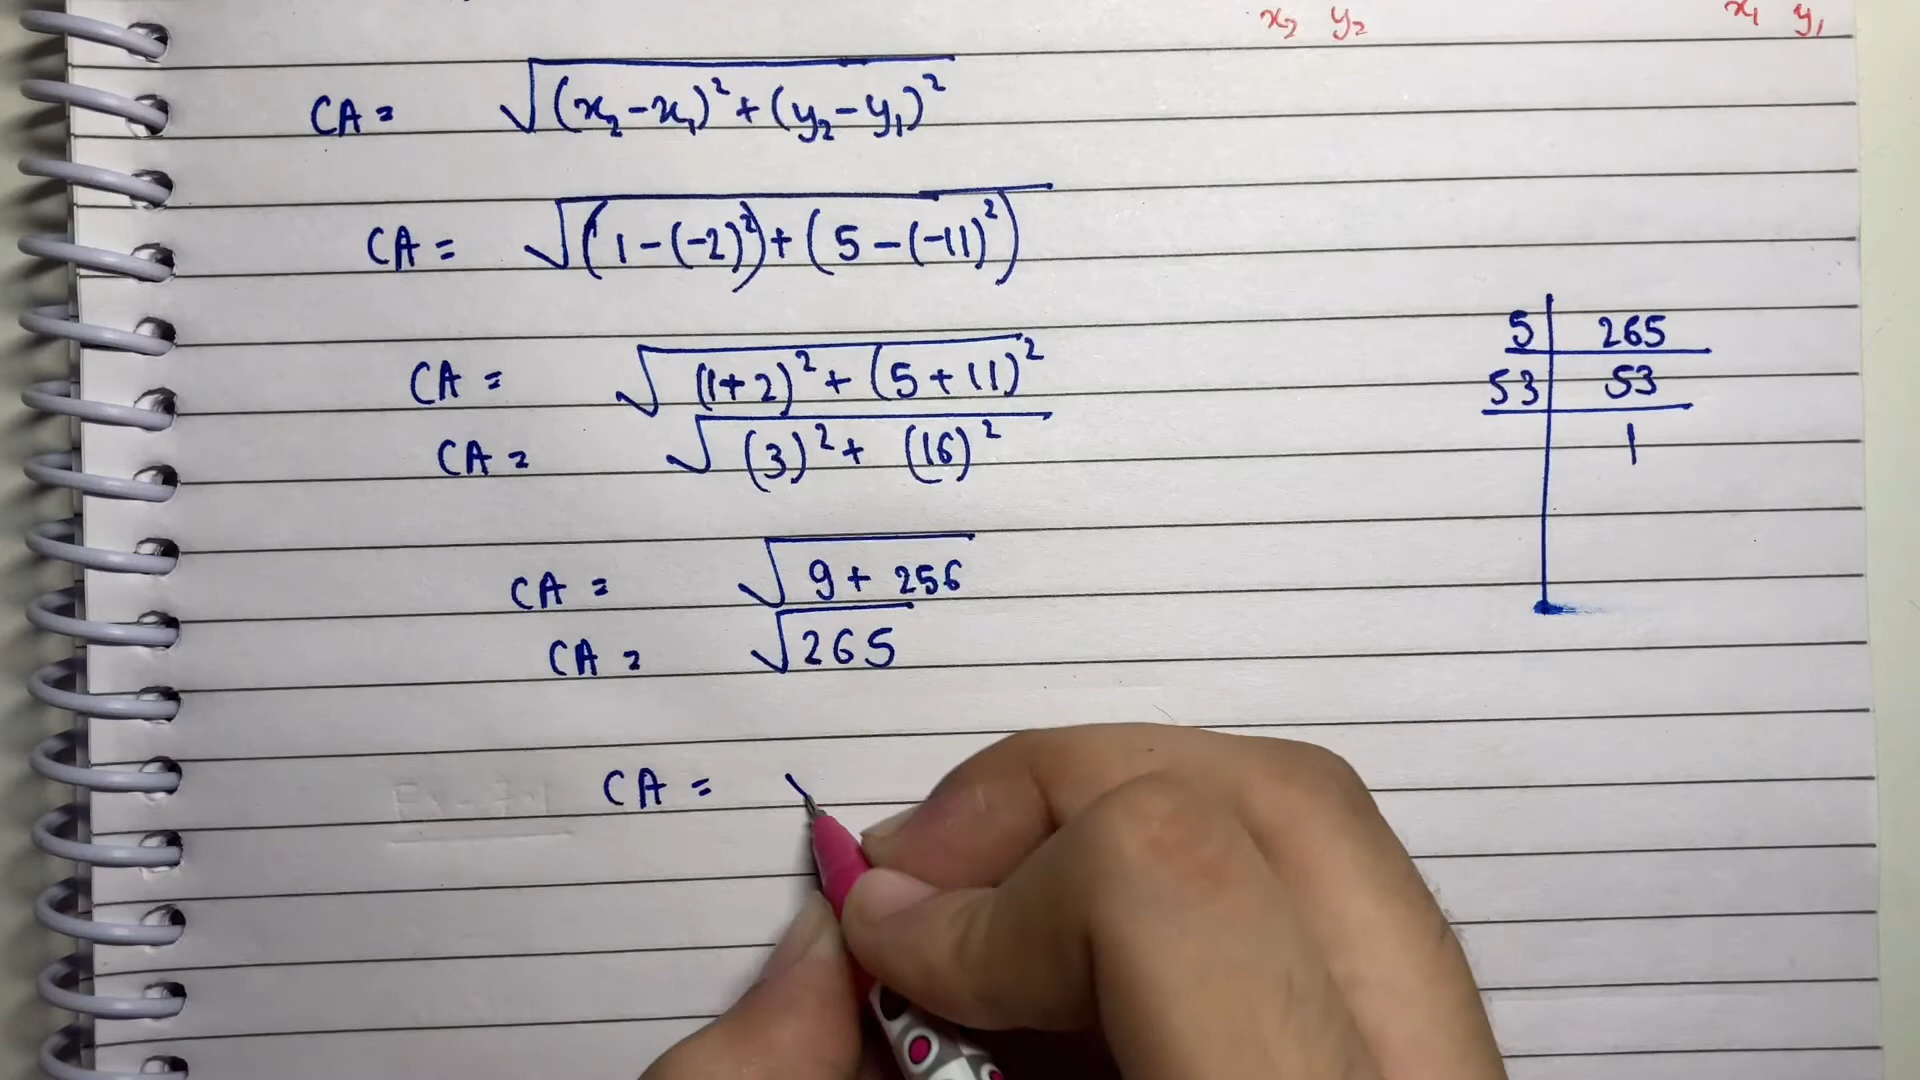 x₂ y₂ x₁ y₁
CA = √(x₂-x₁)² + (y₂-y₁)²
CA = √(1-(-2)²) + (5-(-11)²)
CA = √(1+2)² + (5+11)²
CA = √(3)² + (16)²
CA = √9 + 256
CA = √265
CA =
5 | 265
53 | 53
1